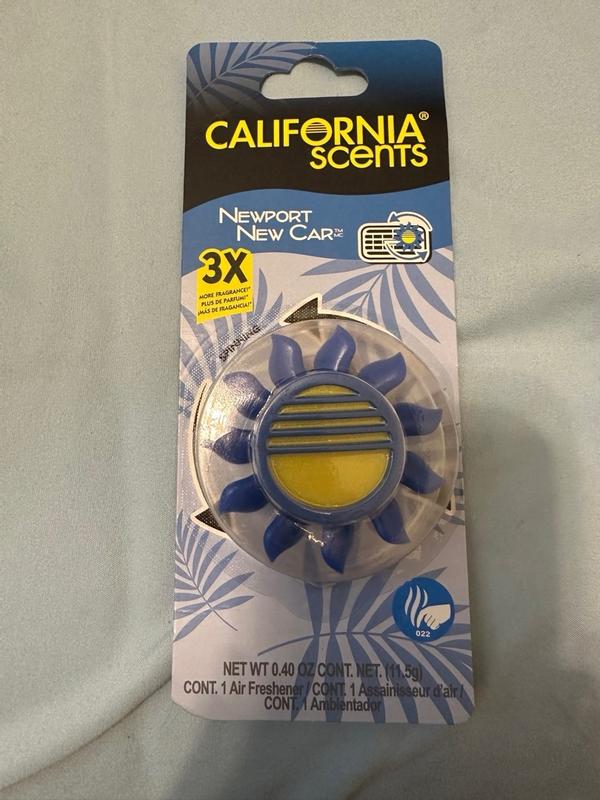 CALIFORNIA®
SCENTS
NEWPORT
NEW CAR™ MC
3X
MORE FRAGRANCE!*
PLUS DE PARFUM!*
¡MÁS DE FRAGANCIA!*
SPINNING
022
NET WT 0.40 OZ CONT. NET. (11.5g)
CONT. 1 Air Freshener / CONT. 1 Assainisseur d'air /
CONT. 1 Ambientador